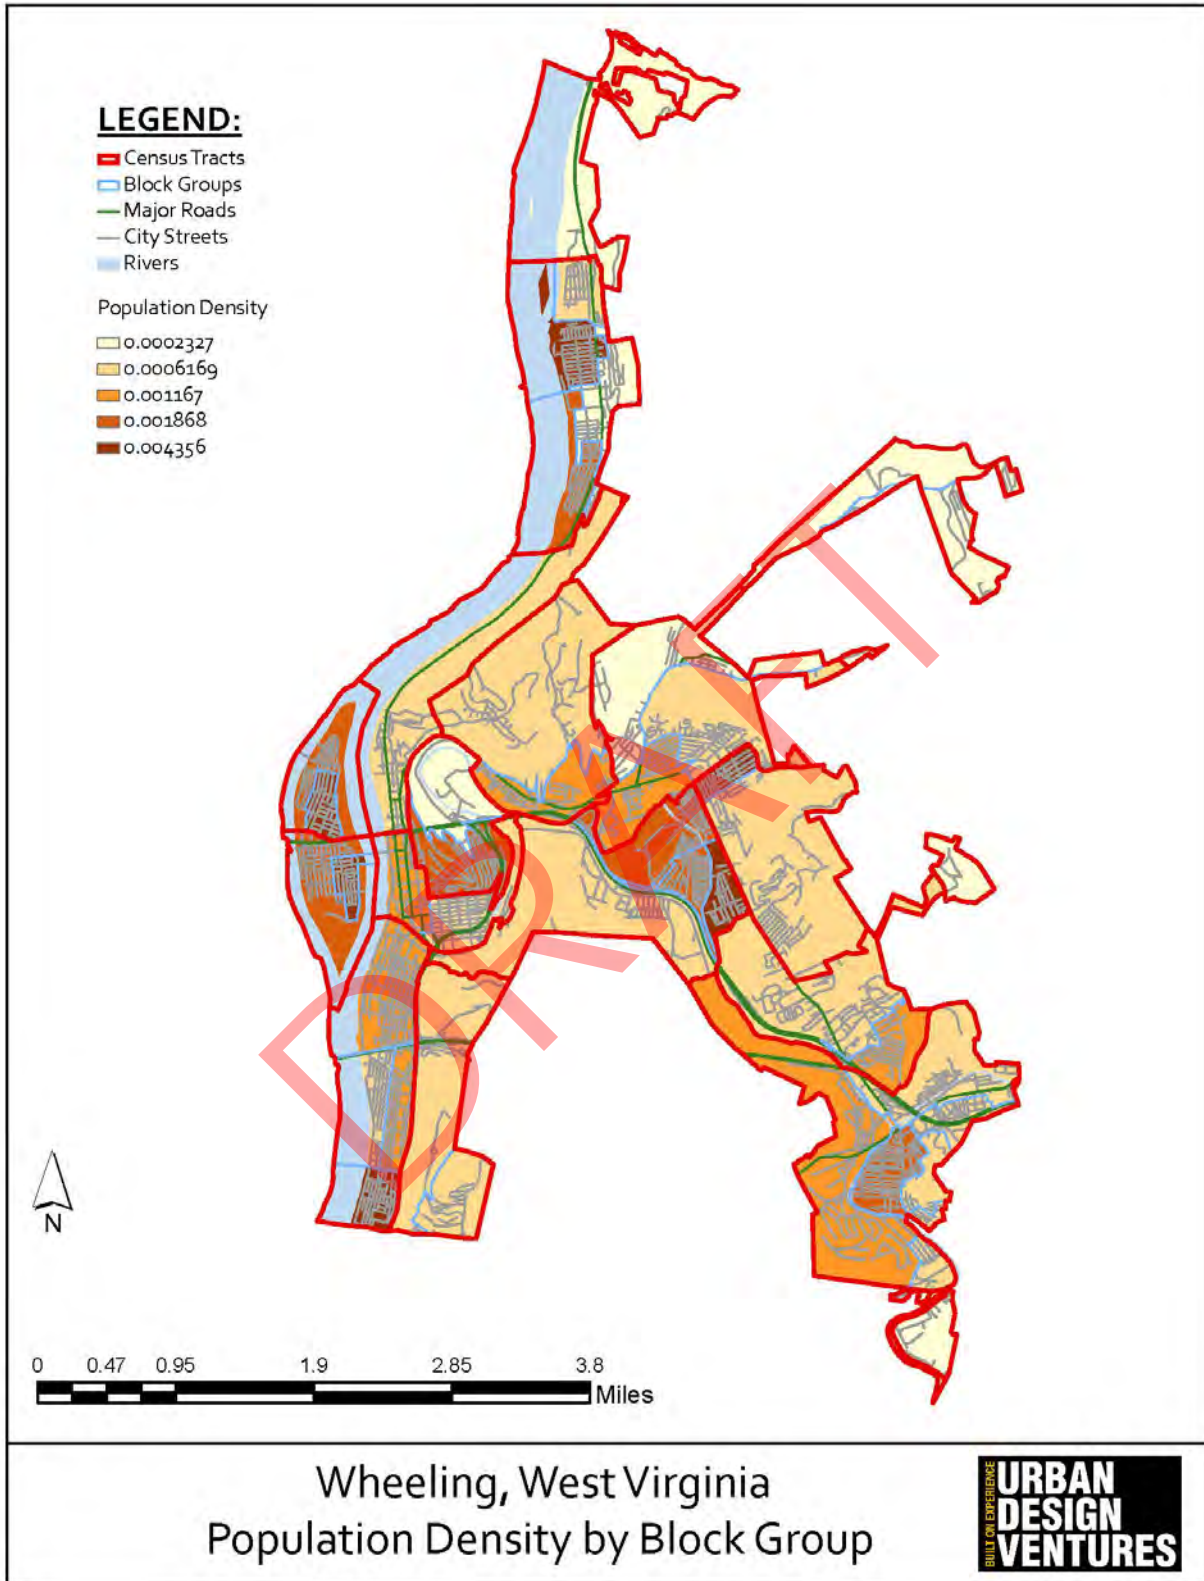 LEGEND:
Census Tracts
Block Groups
Major Roads
City Streets
Rivers
Population Density
0.0002327
0.0006169
0.001167
0.001868
0.004356
DRAFT
N
0 0.47 0.95 1.9 2.85 3.8
Miles
Wheeling, West Virginia
Population Density by Block Group
BUILT ON EXPERIENCE
URBAN
DESIGN
VENTURES